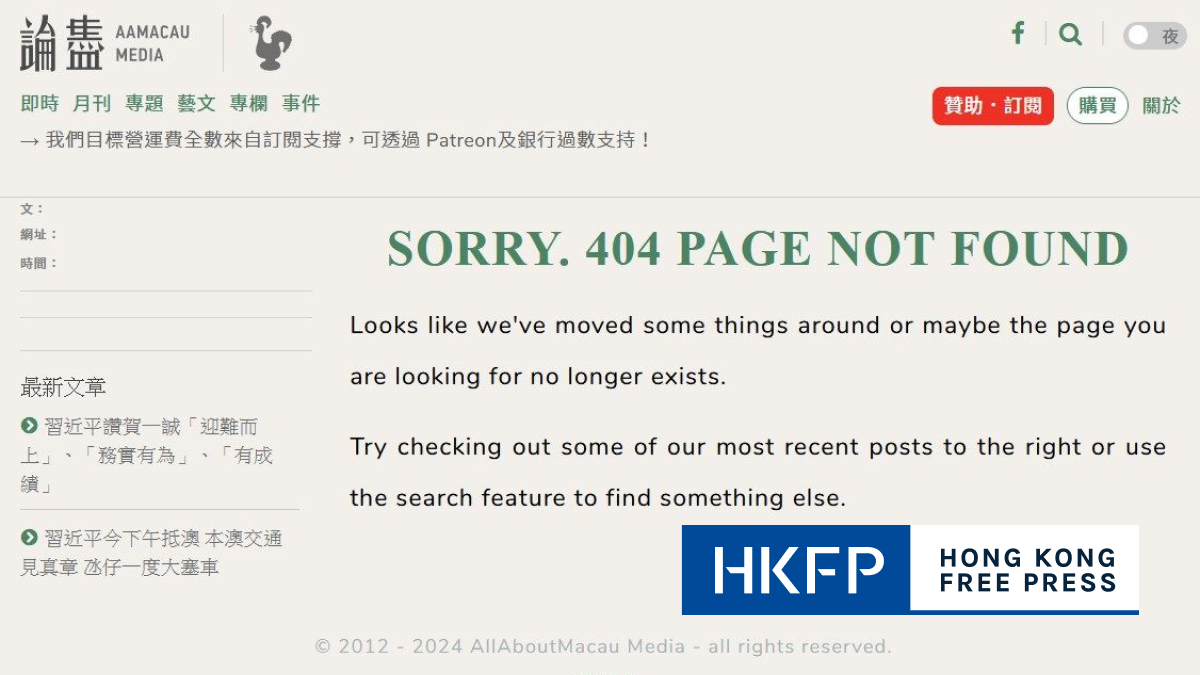 論盡 AAMACAU MEDIA
夜
即時 月刊 專題 藝文 專欄 事件
贊助・訂閱 購買 關於
→ 我們目標營運費全數來自訂閱支撐，可透過 Patreon及銀行過數支持！
文：
網址：
時間：
SORRY. 404 PAGE NOT FOUND
Looks like we've moved some things around or maybe the page you
are looking for no longer exists.
Try checking out some of our most recent posts to the right or use
the search feature to find something else.
最新文章
習近平讚賀一誠「迎難而
上」、「務實有為」、「有成
績」
習近平今下午抵澳 本澳交通
見真章 氹仔一度大塞車
HKFP HONG KONG
FREE PRESS
© 2012 - 2024 AllAboutMacau Media - all rights reserved.